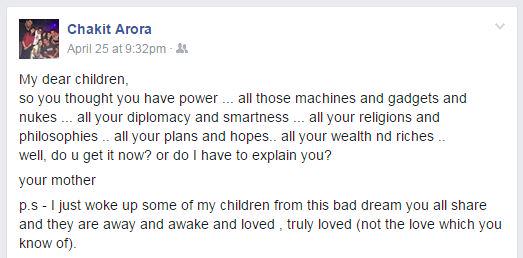 Chakit Arora
April 25 at 9:32pm ·
My dear children,
so you thought you have power ... all those machines and gadgets and
nukes ... all your diplomacy and smartness ... all your religions and
philosophies .. all your plans and hopes.. all your wealth nd riches ..
well, do u get it now? or do I have to explain you?
your mother
p.s - I just woke up some of my children from this bad dream you all share
and they are away and awake and loved , truly loved (not the love which you
know of).